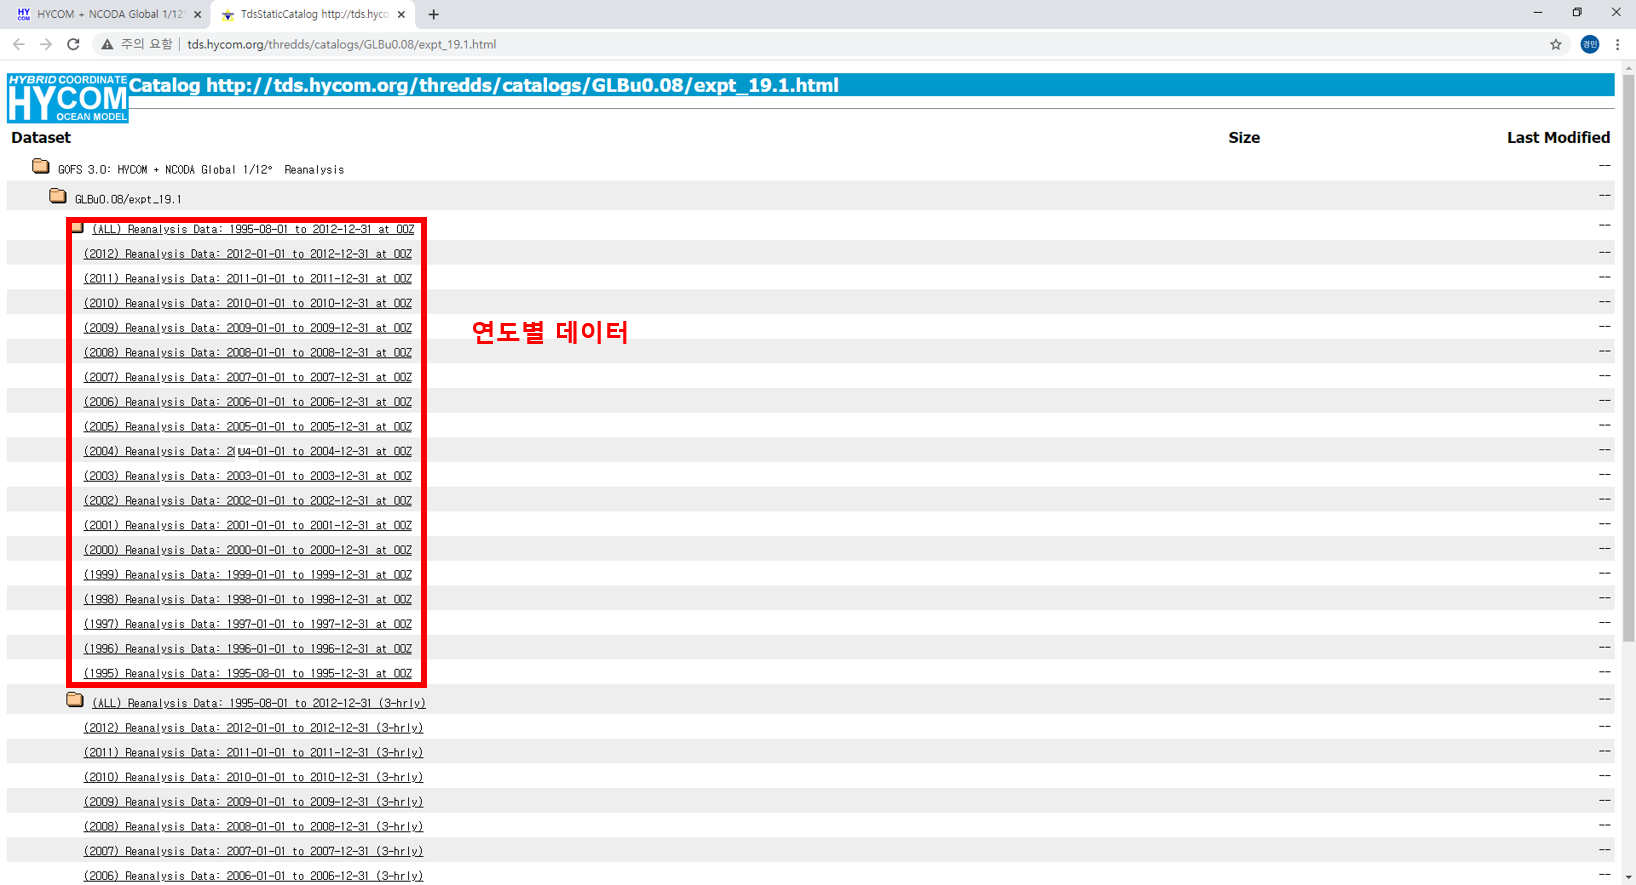 HYCOM + NCODA Global 1/12°
TdsStaticCatalog http://tds.hyco
주의 요함
tds.hycom.org/thredds/catalogs/GLBu0.08/expt_19.1.html
경민
HYBRID COORDINATE
HYCOM
OCEAN MODEL
Catalog http://tds.hycom.org/thredds/catalogs/GLBu0.08/expt_19.1.html
Dataset Size Last Modified
GOFS 3.0: HYCOM + NCODA Global 1/12° Reanalysis --
GLBu0.08/expt_19.1 --
(ALL) Reanalysis Data: 1995-08-01 to 2012-12-31 at 00Z --
(2012) Reanalysis Data: 2012-01-01 to 2012-12-31 at 00Z --
(2011) Reanalysis Data: 2011-01-01 to 2011-12-31 at 00Z --
(2010) Reanalysis Data: 2010-01-01 to 2010-12-31 at 00Z --
(2009) Reanalysis Data: 2009-01-01 to 2009-12-31 at 00Z --
연도별 데이터
(2008) Reanalysis Data: 2008-01-01 to 2008-12-31 at 00Z --
(2007) Reanalysis Data: 2007-01-01 to 2007-12-31 at 00Z --
(2006) Reanalysis Data: 2006-01-01 to 2006-12-31 at 00Z --
(2005) Reanalysis Data: 2005-01-01 to 2005-12-31 at 00Z --
(2004) Reanalysis Data: 2004-01-01 to 2004-12-31 at 00Z --
(2003) Reanalysis Data: 2003-01-01 to 2003-12-31 at 00Z --
(2002) Reanalysis Data: 2002-01-01 to 2002-12-31 at 00Z --
(2001) Reanalysis Data: 2001-01-01 to 2001-12-31 at 00Z --
(2000) Reanalysis Data: 2000-01-01 to 2000-12-31 at 00Z --
(1999) Reanalysis Data: 1999-01-01 to 1999-12-31 at 00Z --
(1998) Reanalysis Data: 1998-01-01 to 1998-12-31 at 00Z --
(1997) Reanalysis Data: 1997-01-01 to 1997-12-31 at 00Z --
(1996) Reanalysis Data: 1996-01-01 to 1996-12-31 at 00Z --
(1995) Reanalysis Data: 1995-08-01 to 1995-12-31 at 00Z --
(ALL) Reanalysis Data: 1995-08-01 to 2012-12-31 (3-hrly) --
(2012) Reanalysis Data: 2012-01-01 to 2012-12-31 (3-hrly) --
(2011) Reanalysis Data: 2011-01-01 to 2011-12-31 (3-hrly) --
(2010) Reanalysis Data: 2010-01-01 to 2010-12-31 (3-hrly) --
(2009) Reanalysis Data: 2009-01-01 to 2009-12-31 (3-hrly) --
(2008) Reanalysis Data: 2008-01-01 to 2008-12-31 (3-hrly) --
(2007) Reanalysis Data: 2007-01-01 to 2007-12-31 (3-hrly) --
(2006) Reanalysis Data: 2006-01-01 to 2006-12-31 (3-hrly) --